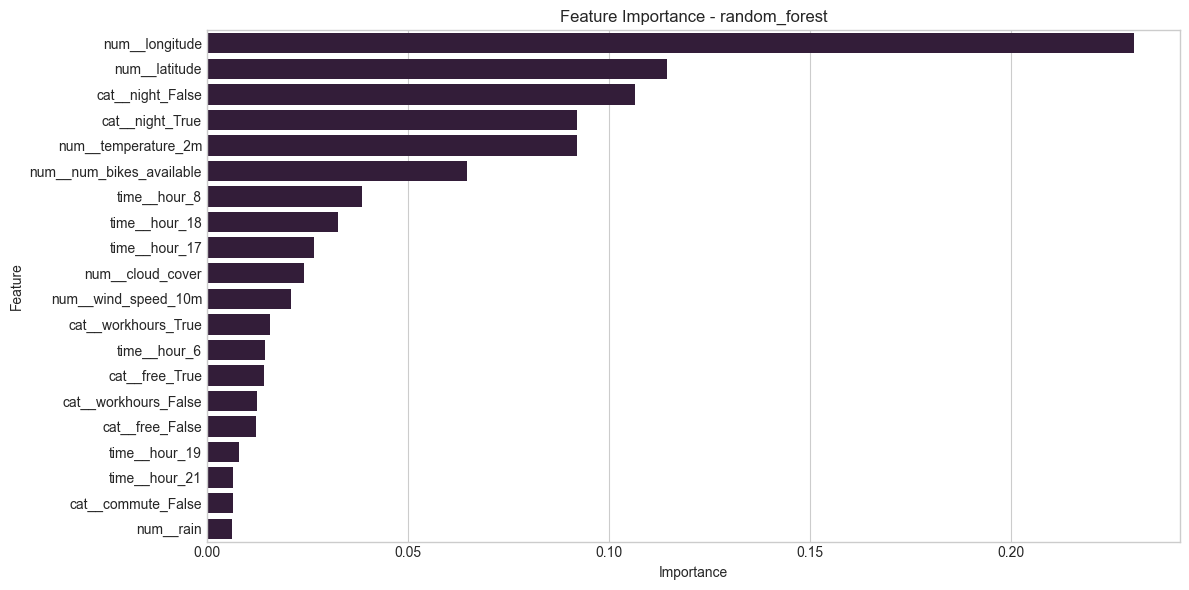 Feature Importance - random_forest
Feature
num__longitude
num__latitude
cat__night_False
cat__night_True
num__temperature_2m
num__num_bikes_available
time__hour_8
time__hour_18
time__hour_17
num__cloud_cover
num__wind_speed_10m
cat__workhours_True
time__hour_6
cat__free_True
cat__workhours_False
cat__free_False
time__hour_19
time__hour_21
cat__commute_False
num__rain
0.00 0.05 0.10 0.15 0.20
Importance